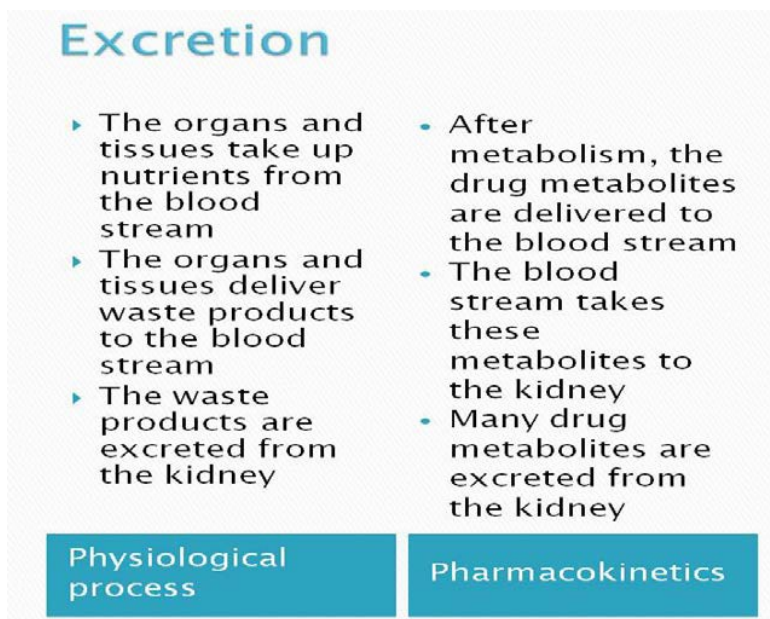 Excretion
The organs and
tissues take up
nutrients from
the blood
stream
The organs and
tissues deliver
waste products
to the blood
stream
The waste
products are
excreted from
the kidney
After
metabolism, the
drug metabolites
are delivered to
the blood stream
The blood
stream takes
these
metabolites to
the kidney
Many drug
metabolites are
excreted from
the kidney
Physiological
process
Pharmacokinetics